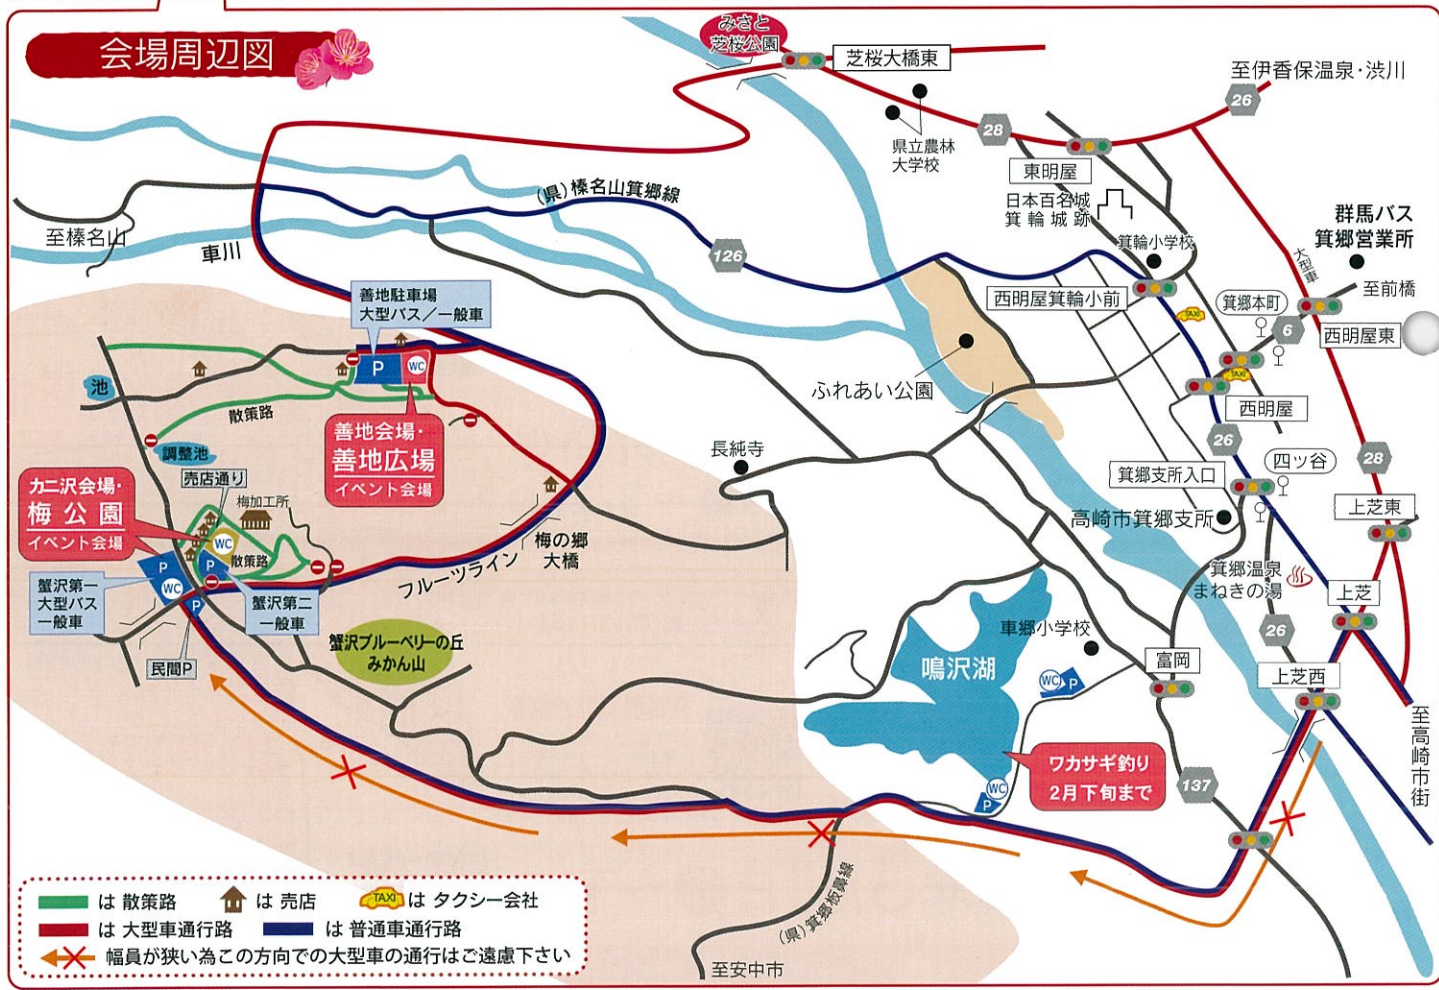 会場周辺図
みさと
芝桜公園
芝桜大橋東
至伊香保温泉・渋川
26
28
県立農林
大学校
東明屋
日本百名城
箕輪城跡
箕輪小学校
群馬バス
箕郷営業所
大型車
至前橋
(県)榛名山箕郷線
至榛名山
車川
126
西明屋箕輪小前
箕郷本町
6
西明屋東
TAXI
TAXI
西明屋
善地駐車場
大型バス/一般車
P
WC
池
散策路
調整池
善地会場・
善地広場
イベント会場
ふれあい公園
長純寺
26
28
四ツ谷
箕郷支所入口
高崎市箕郷支所
上芝東
カニ沢会場・
梅公園
イベント会場
売店通り
梅加工所
WC
散策路
P
P
WC
P
蟹沢第一
大型バス
一般車
蟹沢第二
一般車
民間P
フルーツライン
梅の郷
大橋
箕郷温泉
まねきの湯
上芝
26
蟹沢ブルーベリーの丘
みかん山
鳴沢湖
車郷小学校
WC
P
富岡
上芝西
至高崎市街
ワカサギ釣り
2月下旬まで
WC
P
137
(県)箕郷板鼻線
至安中市
は 散策路
は 売店
TAXI
は タクシー会社
は 大型車通行路
は 普通車通行路
幅員が狭い為この方向での大型車の通行はご遠慮下さい